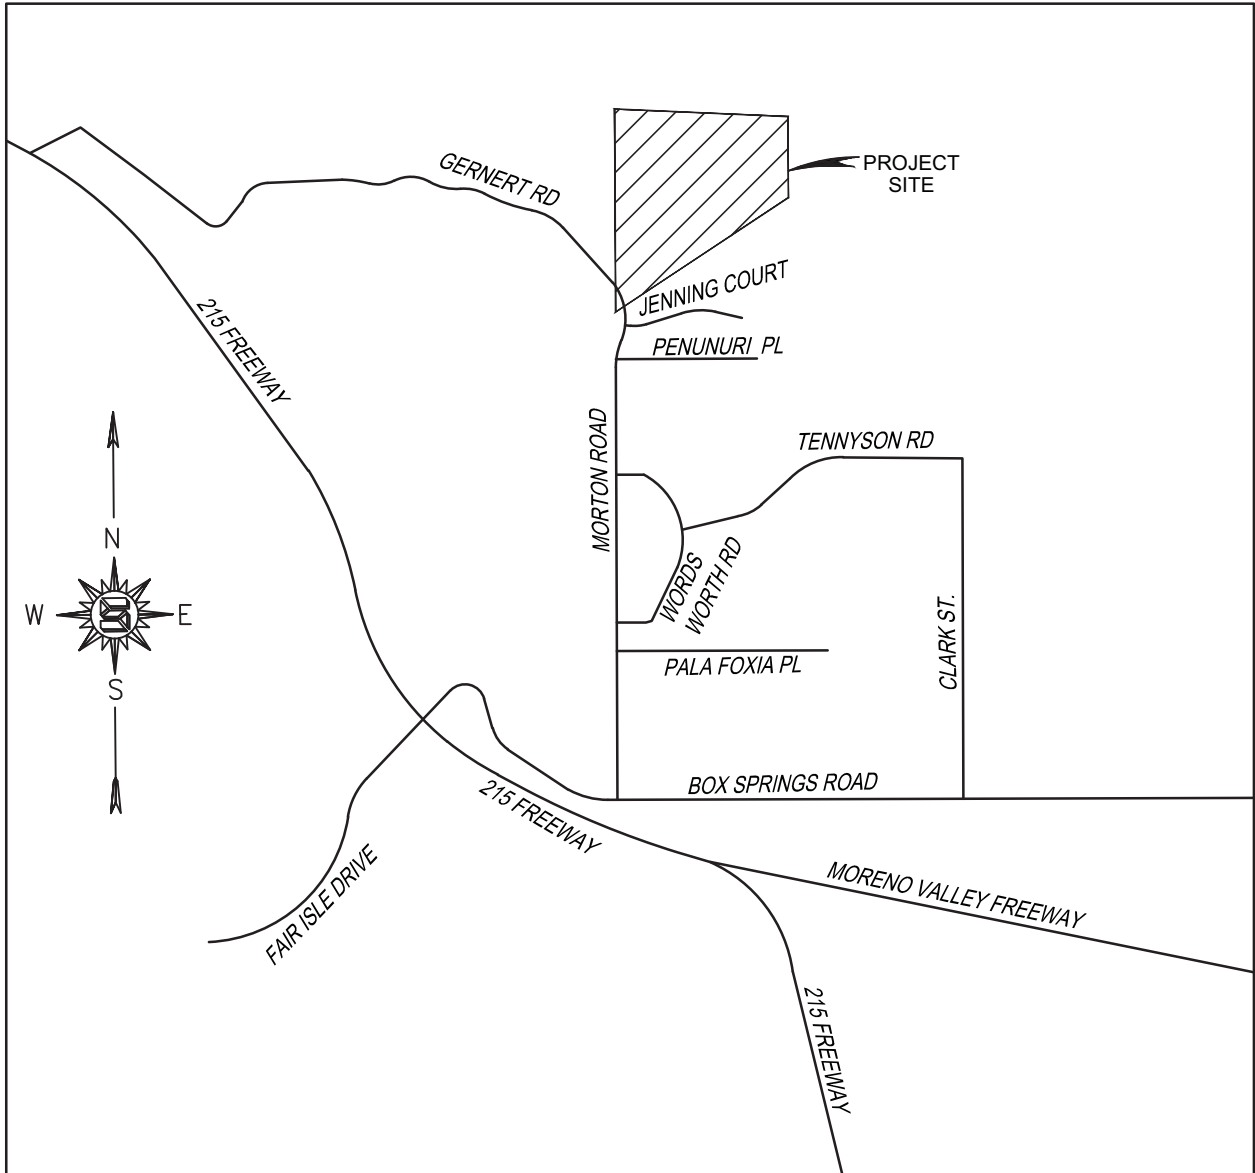 GERNERT RD
PROJECT
SITE
JENNING COURT
215 FREEWAY
PENUNURI PL
MORTON ROAD
TENNYSON RD
N
W
E
S
WORDS
WORTH RD
CLARK ST.
PALA FOXIA PL
BOX SPRINGS ROAD
215 FREEWAY
FAIR ISLE DRIVE
MORENO VALLEY FREEWAY
215 FREEWAY